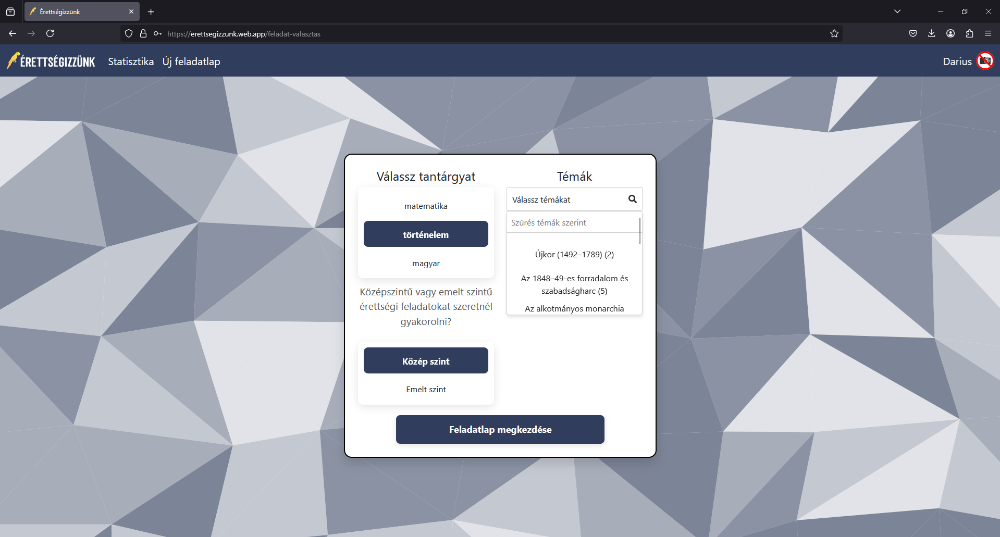 Érettségizzünk
https://erettsegizzunk.web.app/feladat-valasztas
ÉRETTSÉGIZZÜNK
Statisztika
Új feladatlap
Darius
Válassz tantárgyat
matematika
történelem
magyar
Középszintű vagy emelt szintű
érettségi feladatokat szeretnél
gyakorolni?
Közép szint
Emelt szint
Témák
Válassz témákat
Szűrés témák szerint
Újkor (1492–1789) (2)
Az 1848–49-es forradalom és
szabadságharc (5)
Az alkotmányos monarchia
Feladatlap megkezdése